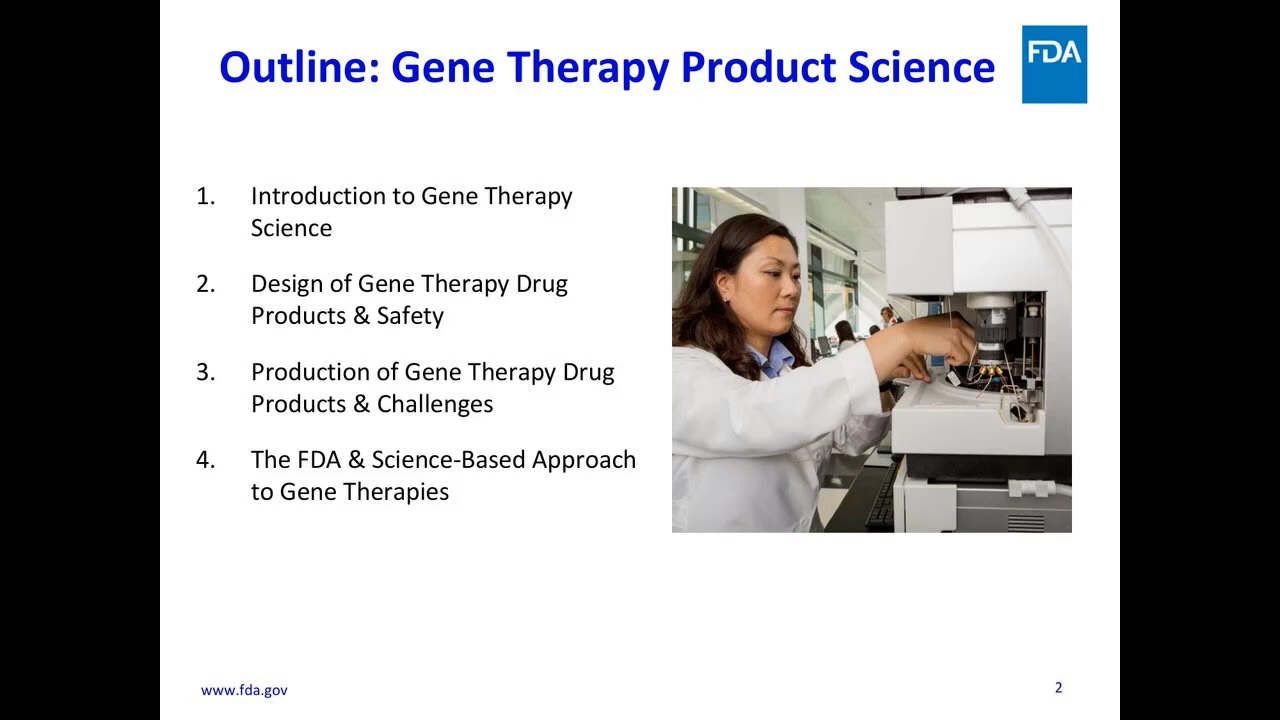 Outline: Gene Therapy Product Science
FDA
1. Introduction to Gene Therapy
Science
2. Design of Gene Therapy Drug
Products & Safety
3. Production of Gene Therapy Drug
Products & Challenges
4. The FDA & Science-Based Approach
to Gene Therapies
www.fda.gov
2